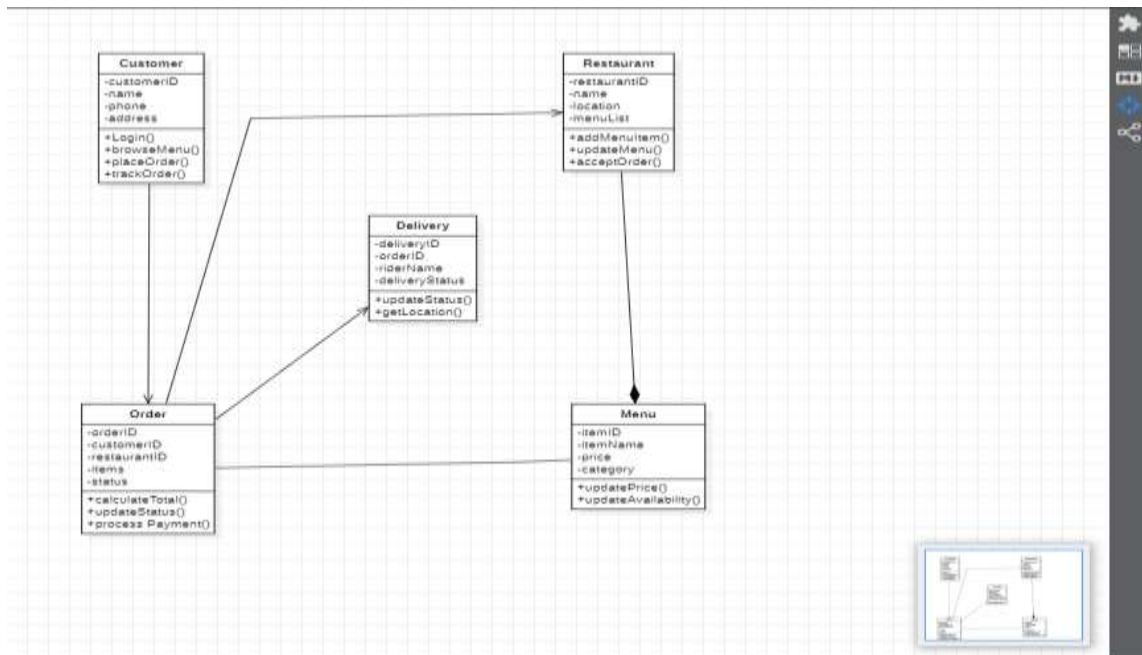 Customer
-customerID
-name
-phone
-address
+Login()
+browseMenu()
+placeOrder()
+trackOrder()
Restaurant
-restaurantID
-name
-location
-menuList
+addMenuItem()
+updateMenu()
+acceptOrder()
Delivery
-deliveryID
-orderID
-riderName
-deliveryStatus
+updateStatus()
+getLocation()
Order
-orderID
-customerID
-restaurantID
-items
-status
+calculateTotal()
+updateStatus()
+process Payment()
Menu
-itemID
-itemName
-price
-category
+updatePrice()
+updateAvailability()